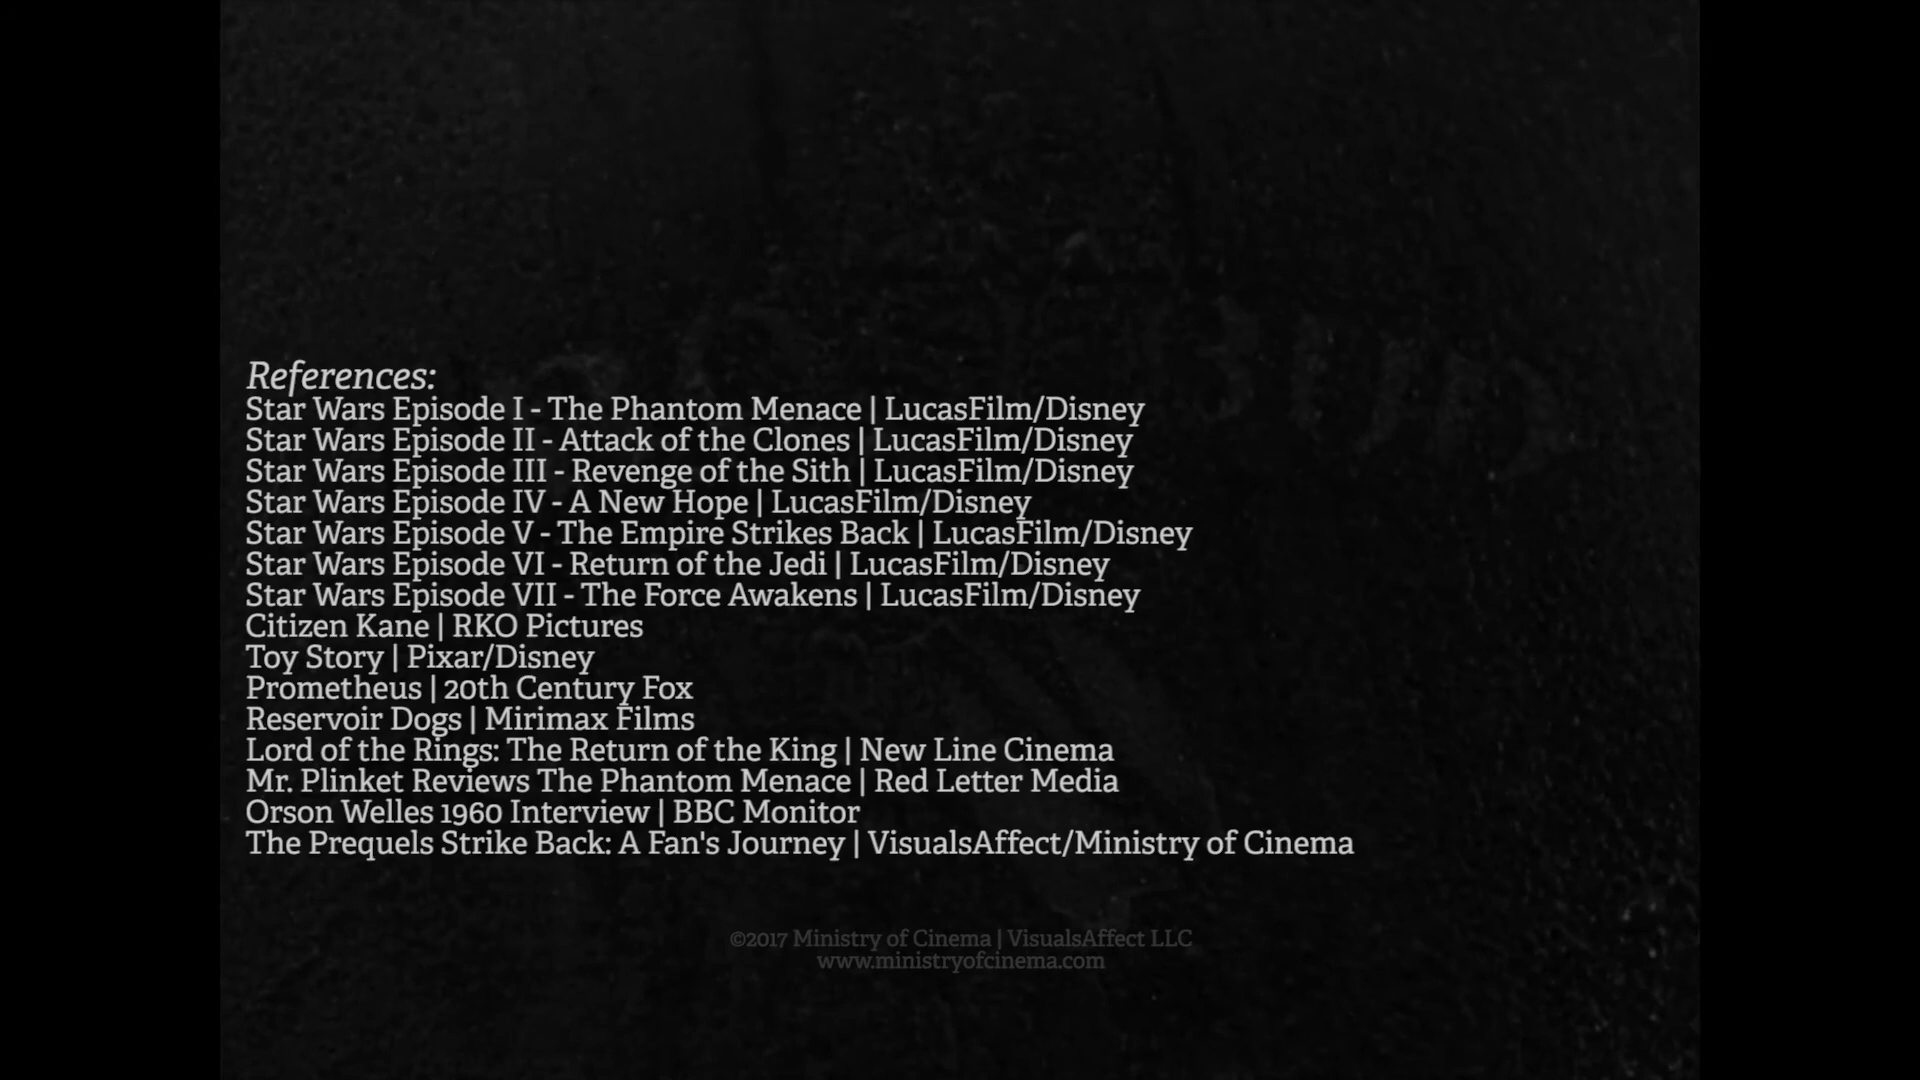 References:
Star Wars Episode I - The Phantom Menace | LucasFilm/Disney
Star Wars Episode II - Attack of the Clones | LucasFilm/Disney
Star Wars Episode III - Revenge of the Sith | LucasFilm/Disney
Star Wars Episode IV - A New Hope | LucasFilm/Disney
Star Wars Episode V - The Empire Strikes Back | LucasFilm/Disney
Star Wars Episode VI - Return of the Jedi | LucasFilm/Disney
Star Wars Episode VII - The Force Awakens | LucasFilm/Disney
Citizen Kane | RKO Pictures
Toy Story | Pixar/Disney
Prometheus | 20th Century Fox
Reservoir Dogs | Mirimax Films
Lord of the Rings: The Return of the King | New Line Cinema
Mr. Plinket Reviews The Phantom Menace | Red Letter Media
Orson Welles 1960 Interview | BBC Monitor
The Prequels Strike Back: A Fan's Journey | VisualsAffect/Ministry of Cinema
©2017 Ministry of Cinema | VisualsAffect LLC
www.ministryofcinema.com